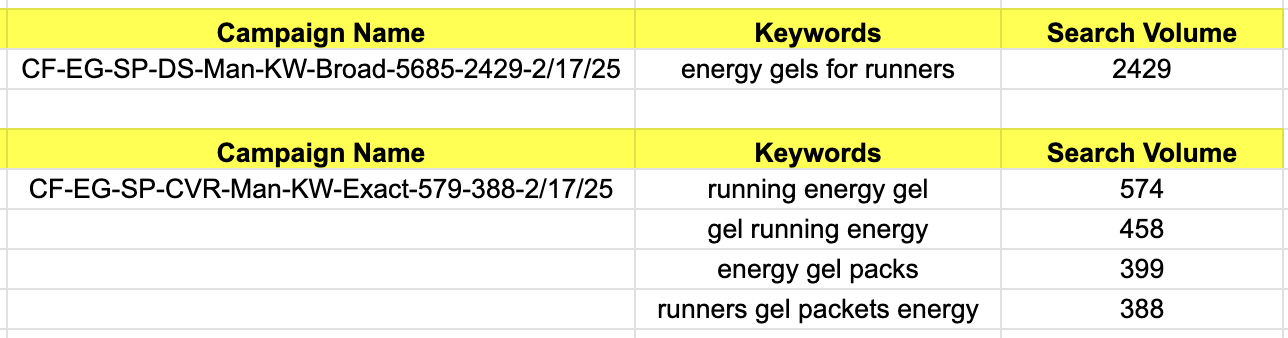 Campaign Name Keywords Search Volume
CF-EG-SP-DS-Man-KW-Broad-5685-2429-2/17/25 energy gels for runners 2429
Campaign Name Keywords Search Volume
CF-EG-SP-CVR-Man-KW-Exact-579-388-2/17/25 running energy gel 574
gel running energy 458
energy gel packs 399
runners gel packets energy 388